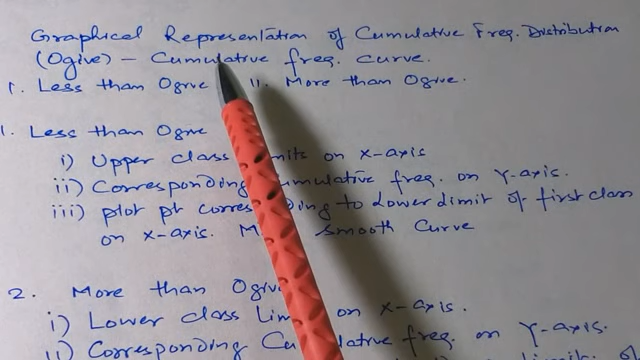 Graphical Representation of Cumulative Freq. Distribution
(Ogive) – Cumulative freq. curve.
1. Less than Ogive 11. More than Ogive.
1. Less than Ogive
i) Upper class limits on x-axis
ii) Corresponding Cumulative freq. on Y-axis.
iii) plot pt corresponding to Lower limit of first class
on x-axis. smooth Curve
2. More than Ogive
i) Lower class Limits on x-axis.
ii) Corresponding Cumulative freq. on Y-axis.